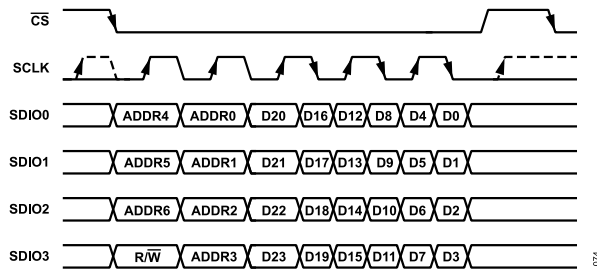 C̅S̅
SCLK
SDIO0 ADDR4 ADDR0 D20 D16 D12 D8 D4 D0
SDIO1 ADDR5 ADDR1 D21 D17 D13 D9 D5 D1
SDIO2 ADDR6 ADDR2 D22 D18 D14 D10 D6 D2
SDIO3 R/W̅ ADDR3 D23 D19 D15 D11 D7 D3
074